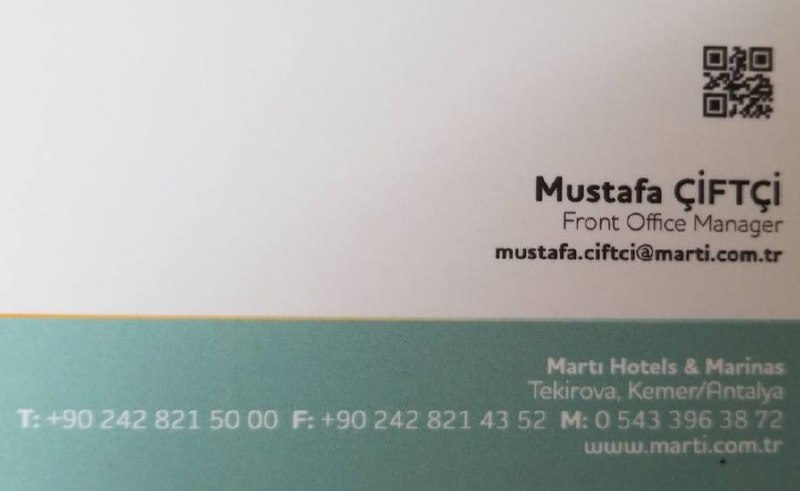 Mustafa ÇİFTÇİ
Front Office Manager
mustafa.ciftci@marti.com.tr
Martı Hotels & Marinas
Tekirova, Kemer/Antalya
T: +90 242 821 50 00 F: +90 242 821 43 52 M: 0 543 396 38 72
www.marti.com.tr